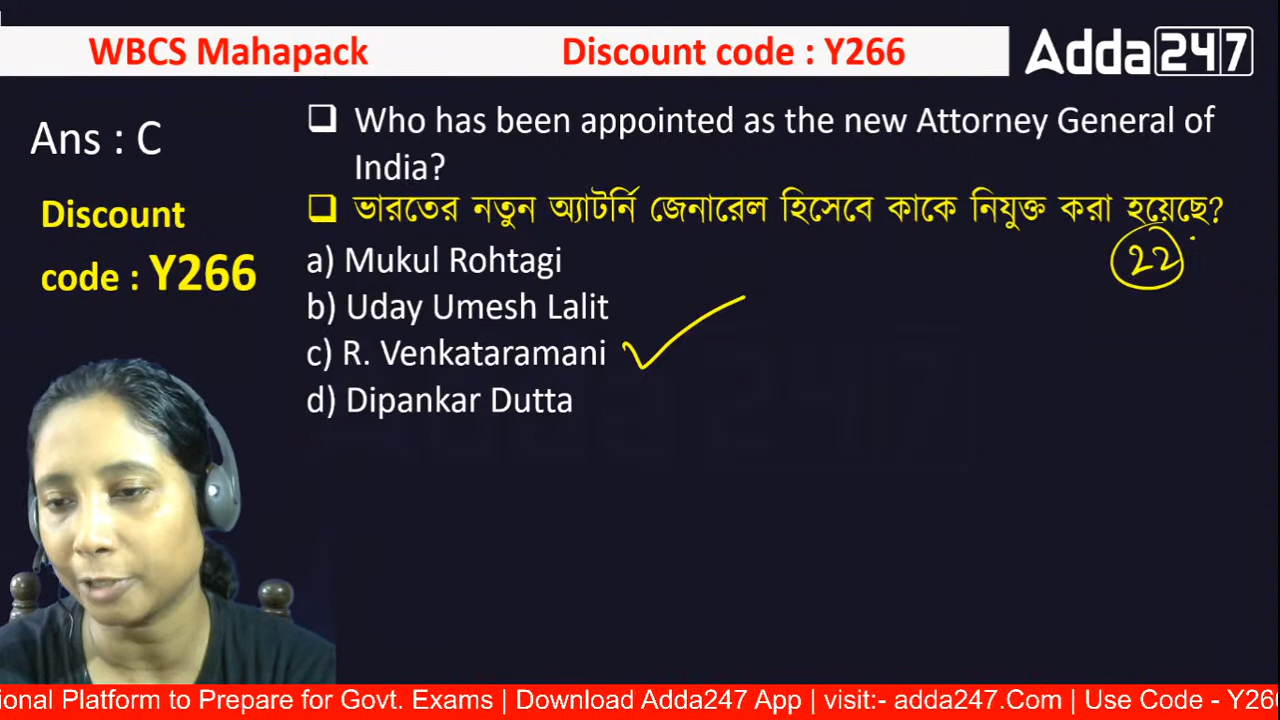 WBCS Mahapack Discount code : Y266
Adda247
Ans : C
Discount
code : Y266
Who has been appointed as the new Attorney General of
India?
ভারতের নতুন অ্যাটর্নি জেনারেল হিসেবে কাকে নিযুক্ত করা হয়েছে?
22
a) Mukul Rohtagi
b) Uday Umesh Lalit
c) R. Venkataramani
d) Dipankar Dutta
ional Platform to Prepare for Govt. Exams | Download Adda247 App | visit:- adda247.Com | Use Code - Y26